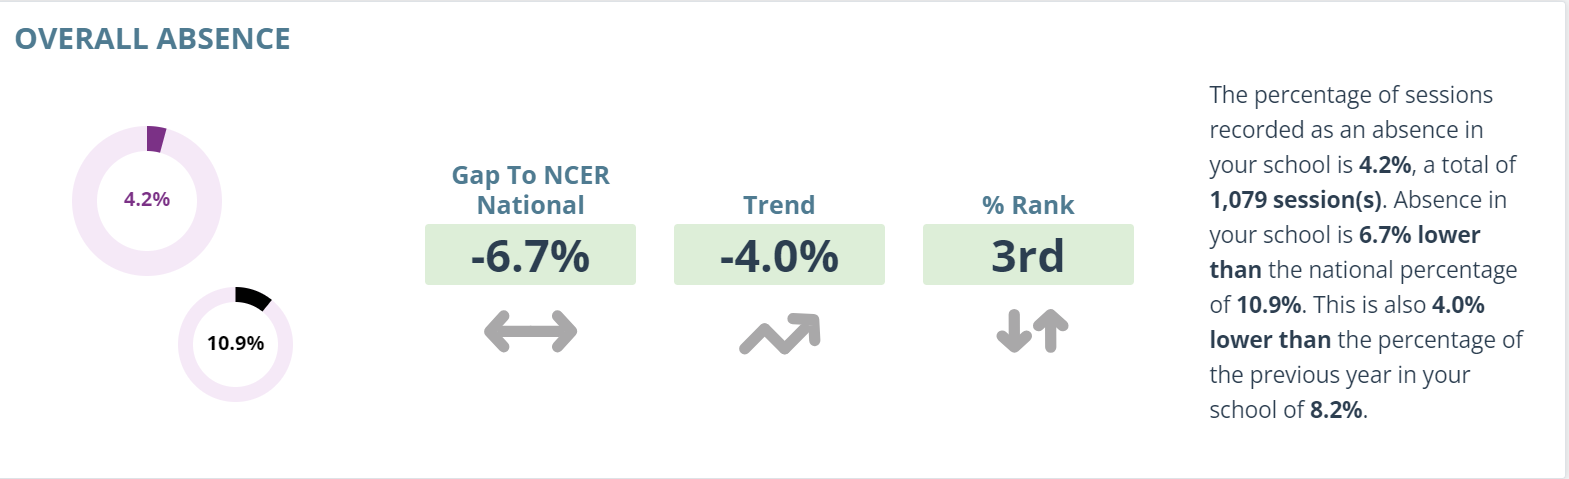 OVERALL ABSENCE
4.2%
10.9%
Gap To NCER
National
-6.7%
Trend
-4.0%
% Rank
3rd
The percentage of sessions
recorded as an absence in
your school is 4.2%, a total of
1,079 session(s). Absence in
your school is 6.7% lower
than the national percentage
of 10.9%. This is also 4.0%
lower than the percentage of
the previous year in your
school of 8.2%.